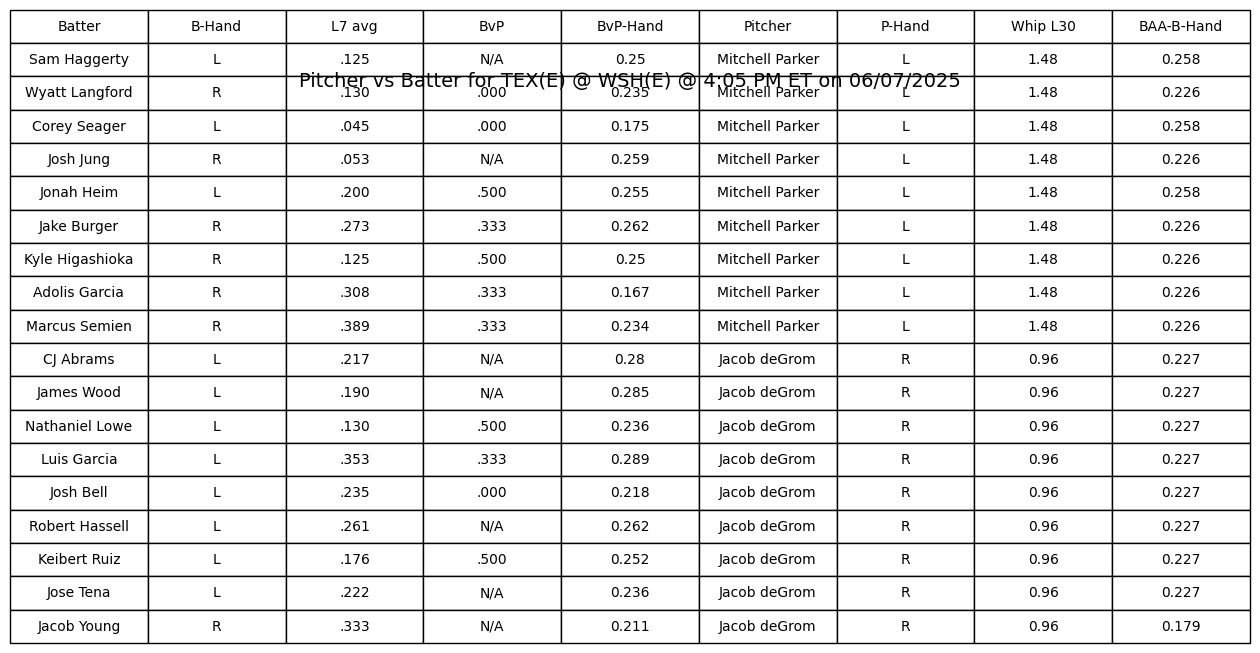 Batter B-Hand L7 avg BvP BvP-Hand Pitcher P-Hand Whip L30 BAA-B-Hand
Sam Haggerty L .125 N/A 0.25 Mitchell Parker L 1.48 0.258
Pitcher vs Batter for TEX(E) @ WSH(E) @ 4:05 PM ET on 06/07/2025
Wyatt Langford R .130 .000 0.235 Mitchell Parker L 1.48 0.226
Corey Seager L .045 .000 0.175 Mitchell Parker L 1.48 0.258
Josh Jung R .053 N/A 0.259 Mitchell Parker L 1.48 0.226
Jonah Heim L .200 .500 0.255 Mitchell Parker L 1.48 0.258
Jake Burger R .273 .333 0.262 Mitchell Parker L 1.48 0.226
Kyle Higashioka R .125 .500 0.25 Mitchell Parker L 1.48 0.226
Adolis Garcia R .308 .333 0.167 Mitchell Parker L 1.48 0.226
Marcus Semien R .389 .333 0.234 Mitchell Parker L 1.48 0.226
CJ Abrams L .217 N/A 0.28 Jacob deGrom R 0.96 0.227
James Wood L .190 N/A 0.285 Jacob deGrom R 0.96 0.227
Nathaniel Lowe L .130 .500 0.236 Jacob deGrom R 0.96 0.227
Luis Garcia L .353 .333 0.289 Jacob deGrom R 0.96 0.227
Josh Bell L .235 .000 0.218 Jacob deGrom R 0.96 0.227
Robert Hassell L .261 N/A 0.262 Jacob deGrom R 0.96 0.227
Keibert Ruiz L .176 .500 0.252 Jacob deGrom R 0.96 0.227
Jose Tena L .222 N/A 0.236 Jacob deGrom R 0.96 0.227
Jacob Young R .333 N/A 0.211 Jacob deGrom R 0.96 0.179